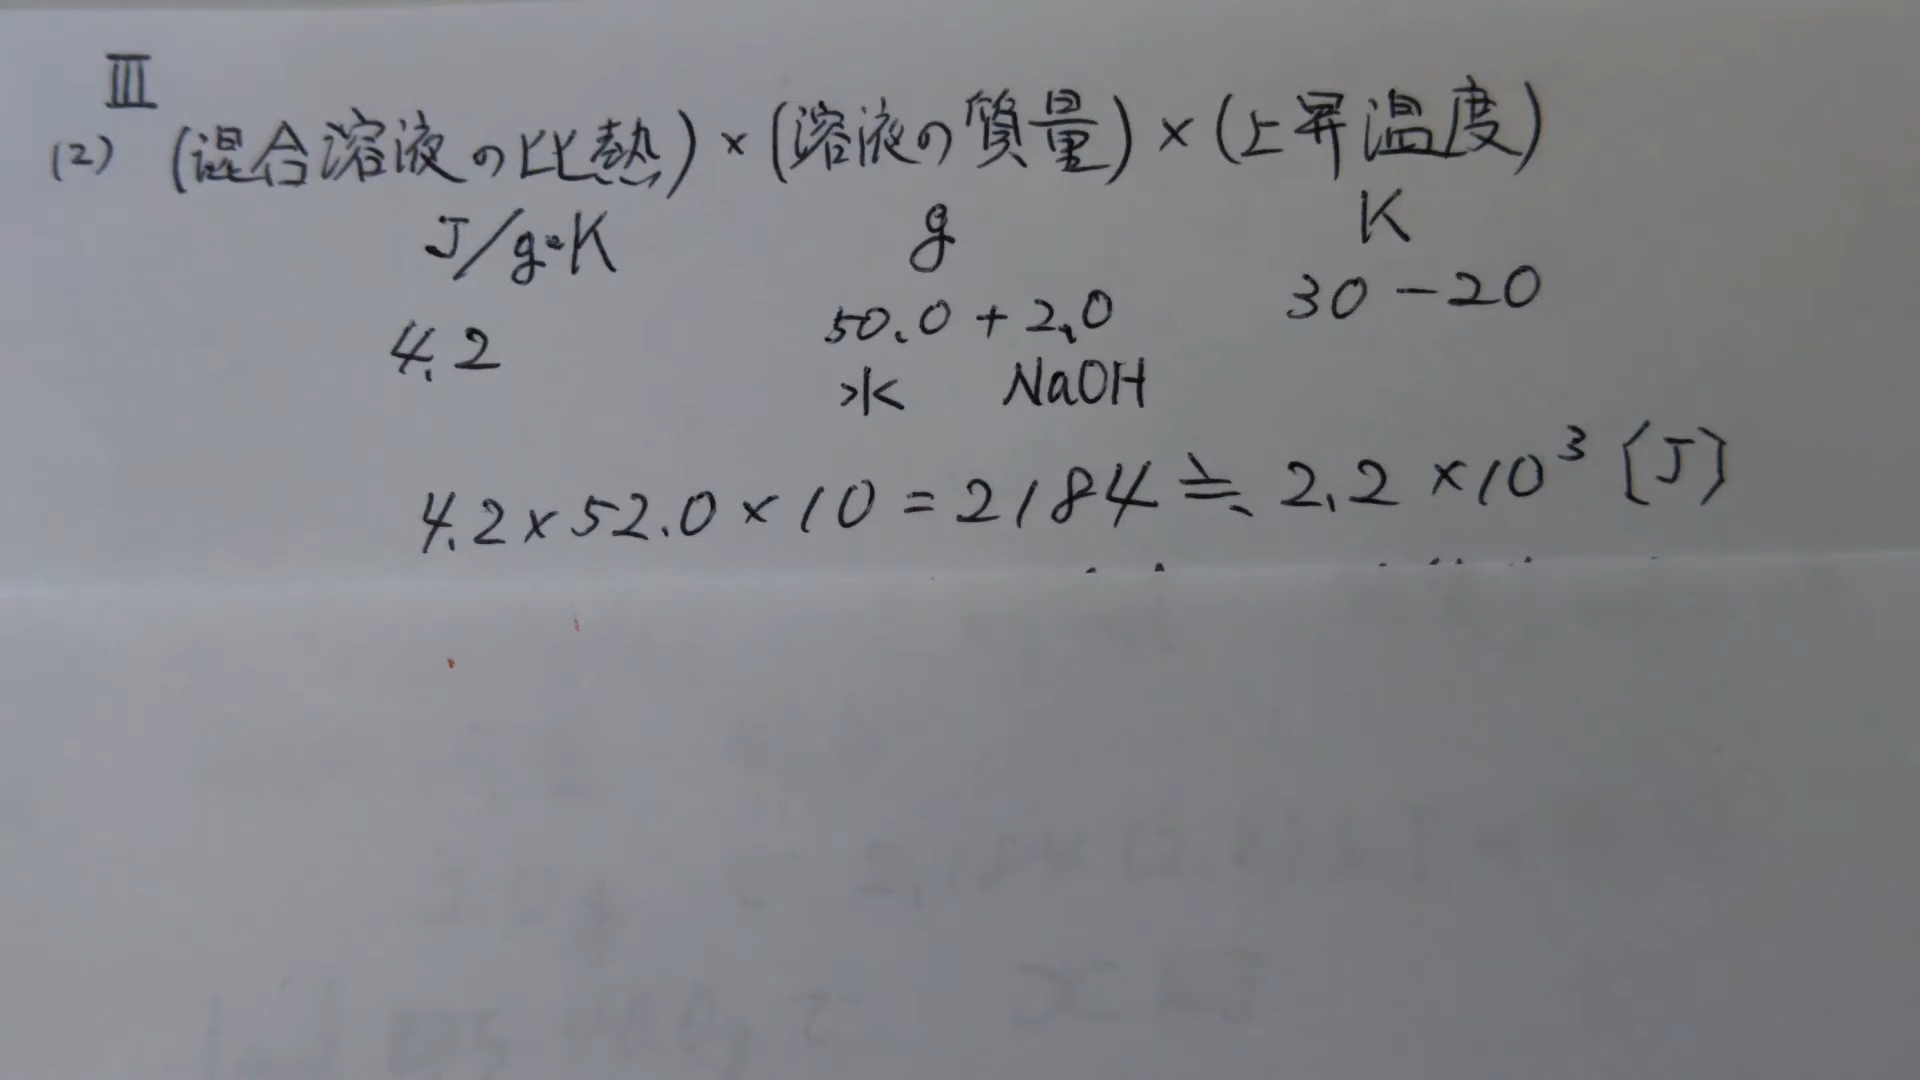 III
(2) (混合溶液の比熱) × (溶液の質量) × (上昇温度)
J/g・K g K
4.2 50.0 + 2.0 30 - 20
水 NaOH
4.2 × 52.0 × 10 = 2184 ≒ 2.2 × 10³ [J]